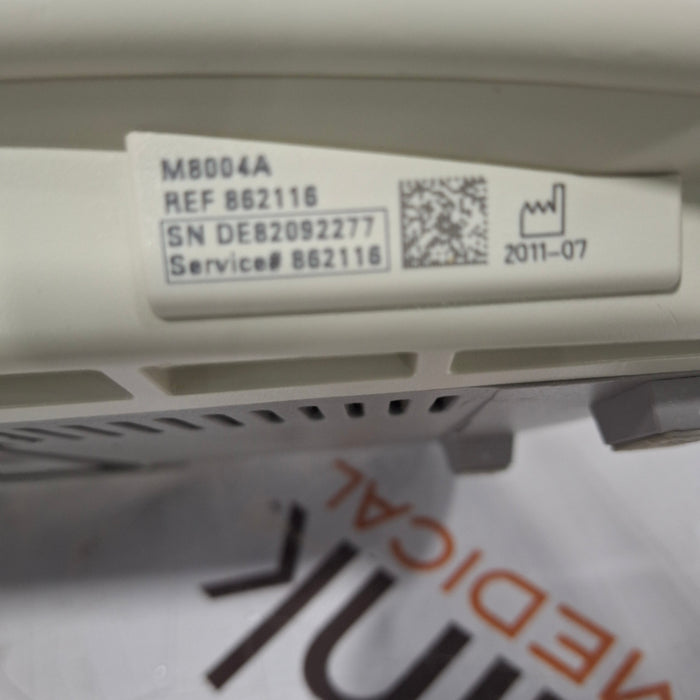 M8004A
REF 862116
SN DE82092277
Service# 862116
2011-07
MEDICAL